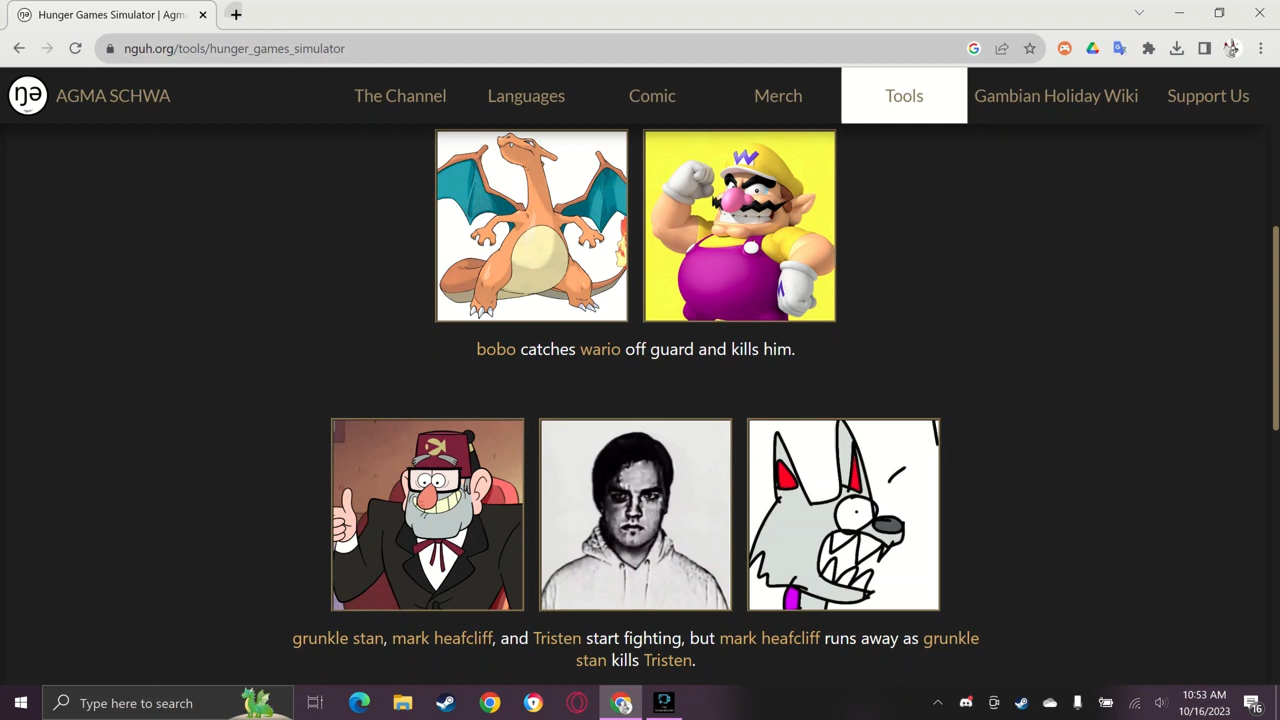 Hunger Games Simulator | Agma
nguh.org/tools/hunger_games_simulator
ŋə AGMA SCHWA The Channel Languages Comic Merch Tools Gambian Holiday Wiki Support Us
W
bobo catches wario off guard and kills him.
grunkle stan, mark heafcliff, and Tristen start fighting, but mark heafcliff runs away as grunkle
stan kills Tristen.
Type here to search
10:53 AM
10/16/2023
16